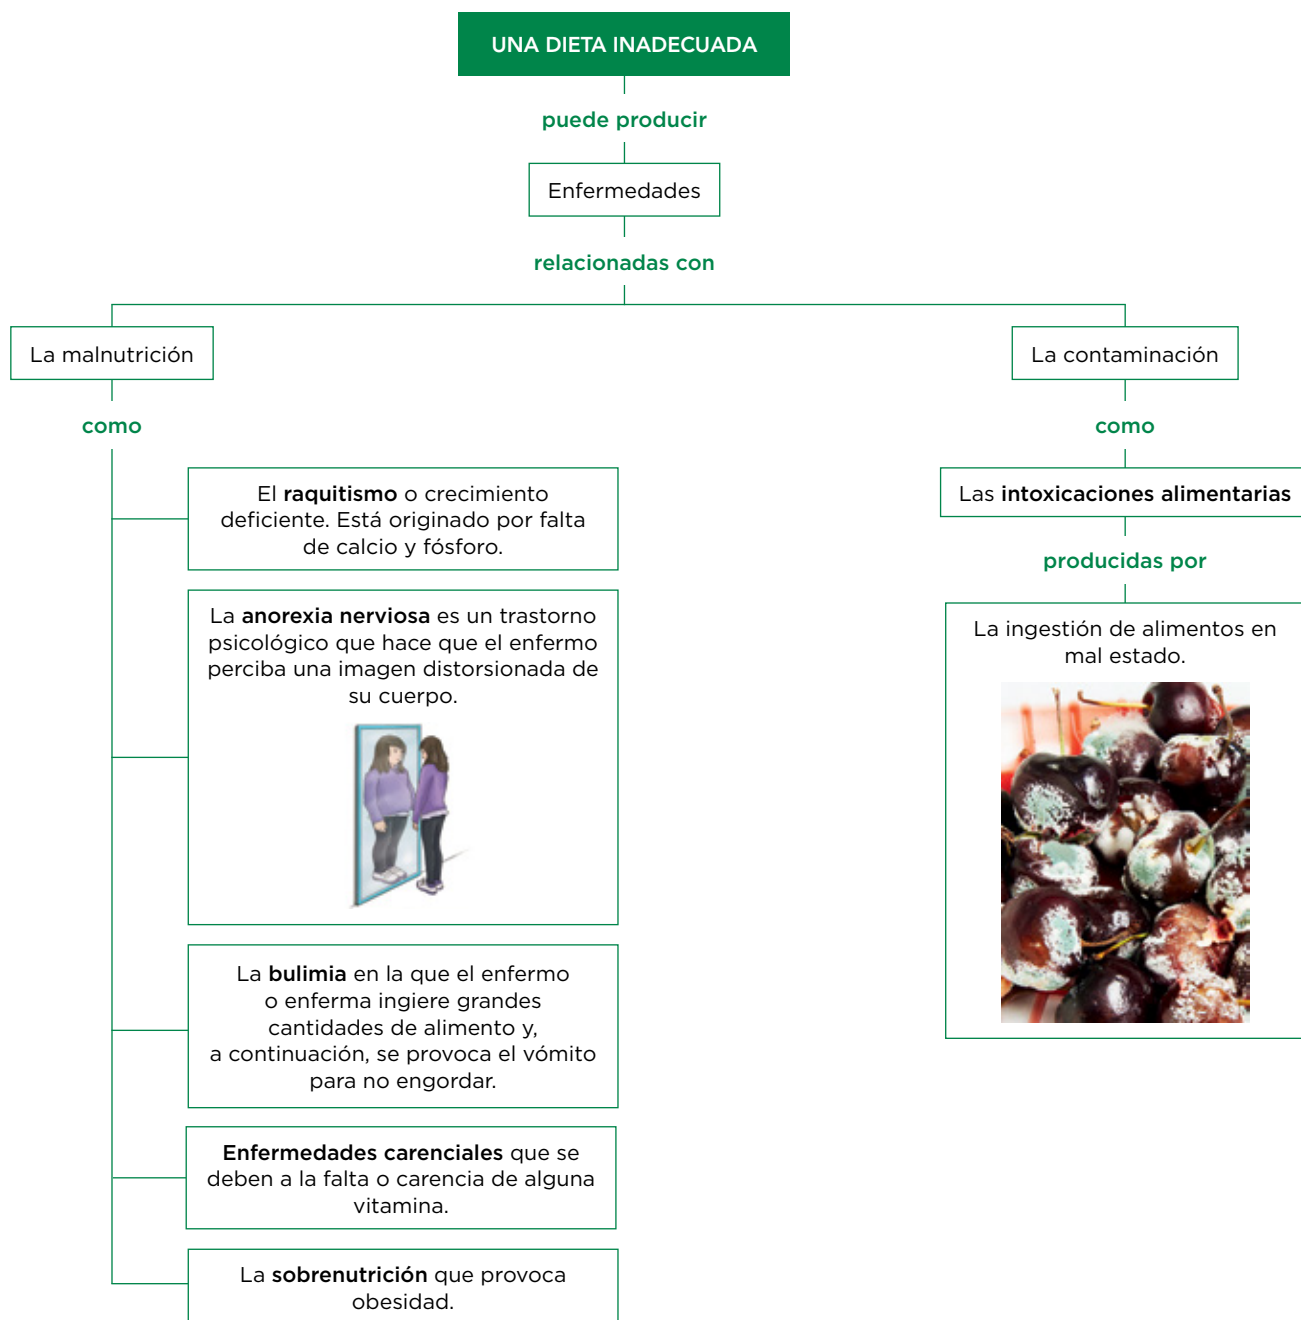 UNA DIETA INADECUADA
puede producir
Enfermedades
relacionadas con
La malnutrición
como
El raquitismo o crecimiento
deficiente. Está originado por falta
de calcio y fósforo.
La anorexia nerviosa es un trastorno
psicológico que hace que el enfermo
perciba una imagen distorsionada de
su cuerpo.
La bulimia en la que el enfermo
o enferma ingiere grandes
cantidades de alimento y,
a continuación, se provoca el vómito
para no engordar.
Enfermedades carenciales que se
deben a la falta o carencia de alguna
vitamina.
La sobrenutrición que provoca
obesidad.
La contaminación
como
Las intoxicaciones alimentarias
producidas por
La ingestión de alimentos en
mal estado.